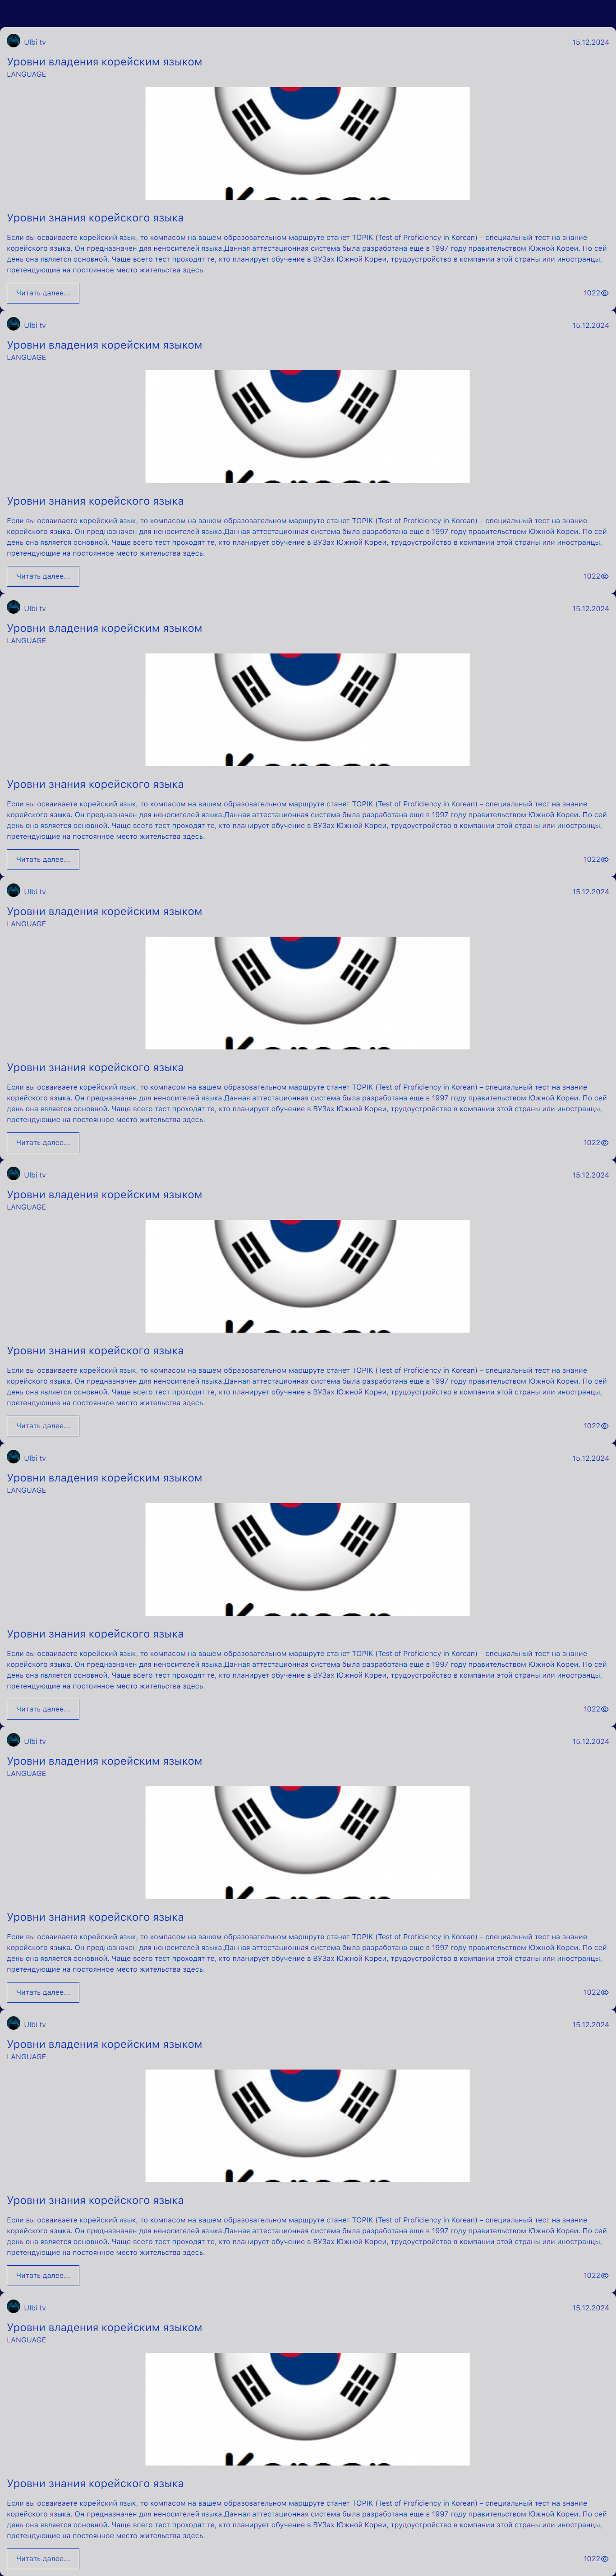 Ulbi tv 15.12.2024
Уровни владения корейским языком
LANGUAGE
Уровни знания корейского языка
Если вы осваиваете корейский язык, то компасом на вашем образовательном маршруте станет TOPIK (Test of Proficiency in Korean) – специальный тест на знание
корейского языка. Он предназначен для неносителей языка.Данная аттестационная система была разработана еще в 1997 году правительством Южной Кореи. По сей
день она является основной. Чаще всего тест проходят те, кто планирует обучение в ВУЗах Южной Кореи, трудоустройство в компании этой страны или иностранцы,
претендующие на постоянное место жительства здесь.
Читать далее... 1022
Ulbi tv 15.12.2024
Уровни владения корейским языком
LANGUAGE
Уровни знания корейского языка
Если вы осваиваете корейский язык, то компасом на вашем образовательном маршруте станет TOPIK (Test of Proficiency in Korean) – специальный тест на знание
корейского языка. Он предназначен для неносителей языка.Данная аттестационная система была разработана еще в 1997 году правительством Южной Кореи. По сей
день она является основной. Чаще всего тест проходят те, кто планирует обучение в ВУЗах Южной Кореи, трудоустройство в компании этой страны или иностранцы,
претендующие на постоянное место жительства здесь.
Читать далее... 1022
Ulbi tv 15.12.2024
Уровни владения корейским языком
LANGUAGE
Уровни знания корейского языка
Если вы осваиваете корейский язык, то компасом на вашем образовательном маршруте станет TOPIK (Test of Proficiency in Korean) – специальный тест на знание
корейского языка. Он предназначен для неносителей языка.Данная аттестационная система была разработана еще в 1997 году правительством Южной Кореи. По сей
день она является основной. Чаще всего тест проходят те, кто планирует обучение в ВУЗах Южной Кореи, трудоустройство в компании этой страны или иностранцы,
претендующие на постоянное место жительства здесь.
Читать далее... 1022
Ulbi tv 15.12.2024
Уровни владения корейским языком
LANGUAGE
Уровни знания корейского языка
Если вы осваиваете корейский язык, то компасом на вашем образовательном маршруте станет TOPIK (Test of Proficiency in Korean) – специальный тест на знание
корейского языка. Он предназначен для неносителей языка.Данная аттестационная система была разработана еще в 1997 году правительством Южной Кореи. По сей
день она является основной. Чаще всего тест проходят те, кто планирует обучение в ВУЗах Южной Кореи, трудоустройство в компании этой страны или иностранцы,
претендующие на постоянное место жительства здесь.
Читать далее... 1022
Ulbi tv 15.12.2024
Уровни владения корейским языком
LANGUAGE
Уровни знания корейского языка
Если вы осваиваете корейский язык, то компасом на вашем образовательном маршруте станет TOPIK (Test of Proficiency in Korean) – специальный тест на знание
корейского языка. Он предназначен для неносителей языка.Данная аттестационная система была разработана еще в 1997 году правительством Южной Кореи. По сей
день она является основной. Чаще всего тест проходят те, кто планирует обучение в ВУЗах Южной Кореи, трудоустройство в компании этой страны или иностранцы,
претендующие на постоянное место жительства здесь.
Читать далее... 1022
Ulbi tv 15.12.2024
Уровни владения корейским языком
LANGUAGE
Уровни знания корейского языка
Если вы осваиваете корейский язык, то компасом на вашем образовательном маршруте станет TOPIK (Test of Proficiency in Korean) – специальный тест на знание
корейского языка. Он предназначен для неносителей языка.Данная аттестационная система была разработана еще в 1997 году правительством Южной Кореи. По сей
день она является основной. Чаще всего тест проходят те, кто планирует обучение в ВУЗах Южной Кореи, трудоустройство в компании этой страны или иностранцы,
претендующие на постоянное место жительства здесь.
Читать далее... 1022
Ulbi tv 15.12.2024
Уровни владения корейским языком
LANGUAGE
Уровни знания корейского языка
Если вы осваиваете корейский язык, то компасом на вашем образовательном маршруте станет TOPIK (Test of Proficiency in Korean) – специальный тест на знание
корейского языка. Он предназначен для неносителей языка.Данная аттестационная система была разработана еще в 1997 году правительством Южной Кореи. По сей
день она является основной. Чаще всего тест проходят те, кто планирует обучение в ВУЗах Южной Кореи, трудоустройство в компании этой страны или иностранцы,
претендующие на постоянное место жительства здесь.
Читать далее... 1022
Ulbi tv 15.12.2024
Уровни владения корейским языком
LANGUAGE
Уровни знания корейского языка
Если вы осваиваете корейский язык, то компасом на вашем образовательном маршруте станет TOPIK (Test of Proficiency in Korean) – специальный тест на знание
корейского языка. Он предназначен для неносителей языка.Данная аттестационная система была разработана еще в 1997 году правительством Южной Кореи. По сей
день она является основной. Чаще всего тест проходят те, кто планирует обучение в ВУЗах Южной Кореи, трудоустройство в компании этой страны или иностранцы,
претендующие на постоянное место жительства здесь.
Читать далее... 1022
Ulbi tv 15.12.2024
Уровни владения корейским языком
LANGUAGE
Уровни знания корейского языка
Если вы осваиваете корейский язык, то компасом на вашем образовательном маршруте станет TOPIK (Test of Proficiency in Korean) – специальный тест на знание
корейского языка. Он предназначен для неносителей языка.Данная аттестационная система была разработана еще в 1997 году правительством Южной Кореи. По сей
день она является основной. Чаще всего тест проходят те, кто планирует обучение в ВУЗах Южной Кореи, трудоустройство в компании этой страны или иностранцы,
претендующие на постоянное место жительства здесь.
Читать далее... 1022